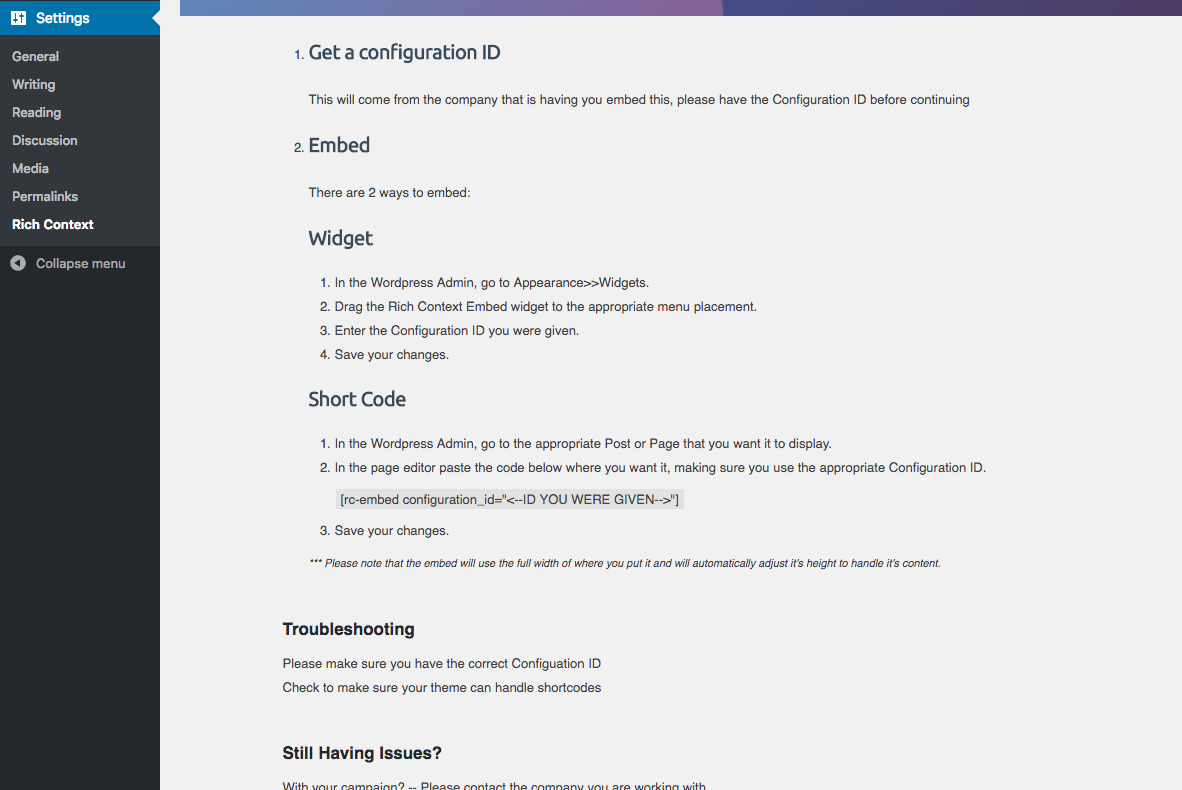 Settings
General
Writing
Reading
Discussion
Media
Permalinks
Rich Context
Collapse menu
1. Get a configuration ID
This will come from the company that is having you embed this, please have the Configuration ID before continuing
2. Embed
There are 2 ways to embed:
Widget
1. In the Wordpress Admin, go to Appearance>>Widgets.
2. Drag the Rich Context Embed widget to the appropriate menu placement.
3. Enter the Configuration ID you were given.
4. Save your changes.
Short Code
1. In the Wordpress Admin, go to the appropriate Post or Page that you want it to display.
2. In the page editor paste the code below where you want it, making sure you use the appropriate Configuration ID.
[rc-embed configuration_id="<--ID YOU WERE GIVEN-->"]
3. Save your changes.
*** Please note that the embed will use the full width of where you put it and will automatically adjust it's height to handle it's content.
Troubleshooting
Please make sure you have the correct Configuation ID
Check to make sure your theme can handle shortcodes
Still Having Issues?
With your campaign? -- Please contact the company you are working with